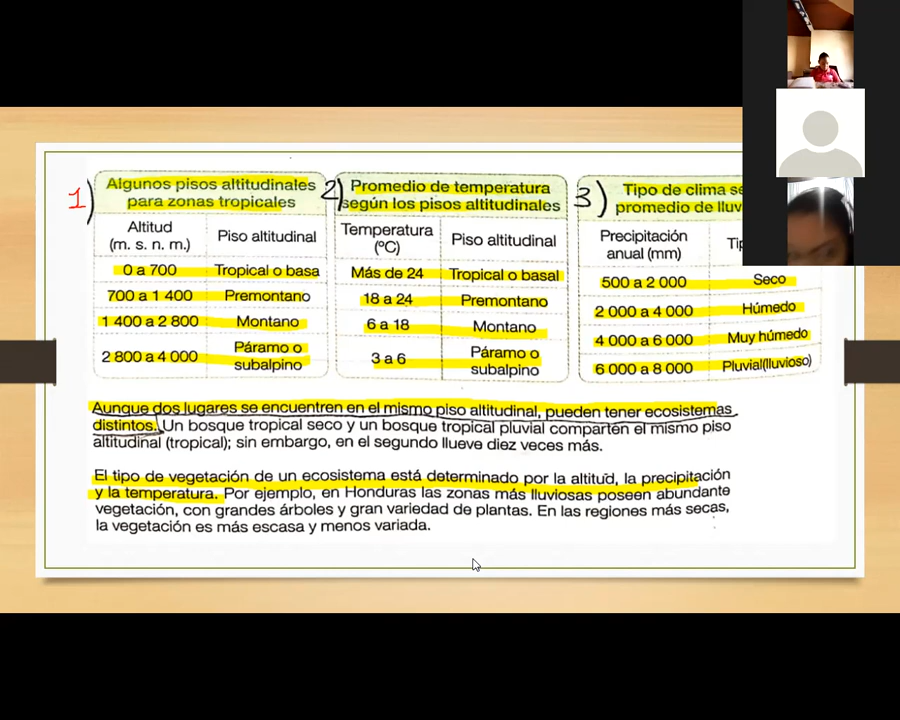 1)
Algunos pisos altitudinales
para zonas tropicales
Altitud
(m. s. n. m.)
Piso altitudinal
0 a 700 Tropical o basa
700 a 1 400 Premontano
1 400 a 2 800 Montano
2 800 a 4 000 Páramo o
subalpino
2)
Promedio de temperatura
según los pisos altitudinales
Temperatura
(ºC)
Piso altitudinal
Más de 24 Tropical o basal
18 a 24 Premontano
6 a 18 Montano
3 a 6 Páramo o
subalpino
3)
Tipo de clima
promedio de
Precipitación
anual (mm)
500 a 2 000 Seco
2 000 a 4 000 Húmedo
4 000 a 6 000 Muy húmedo
6 000 a 8 000 Pluvial(lluvioso)
Aunque dos lugares se encuentren en el mismo piso altitudinal, pueden tener ecosistemas
distintos. Un bosque tropical seco y un bosque tropical pluvial comparten el mismo piso
altitudinal (tropical); sin embargo, en el segundo llueve diez veces más.
El tipo de vegetación de un ecosistema está determinado por la altitud, la precipitación
y la temperatura. Por ejemplo, en Honduras las zonas más lluviosas poseen abundante
vegetación, con grandes árboles y gran variedad de plantas. En las regiones más secas,
la vegetación es más escasa y menos variada.